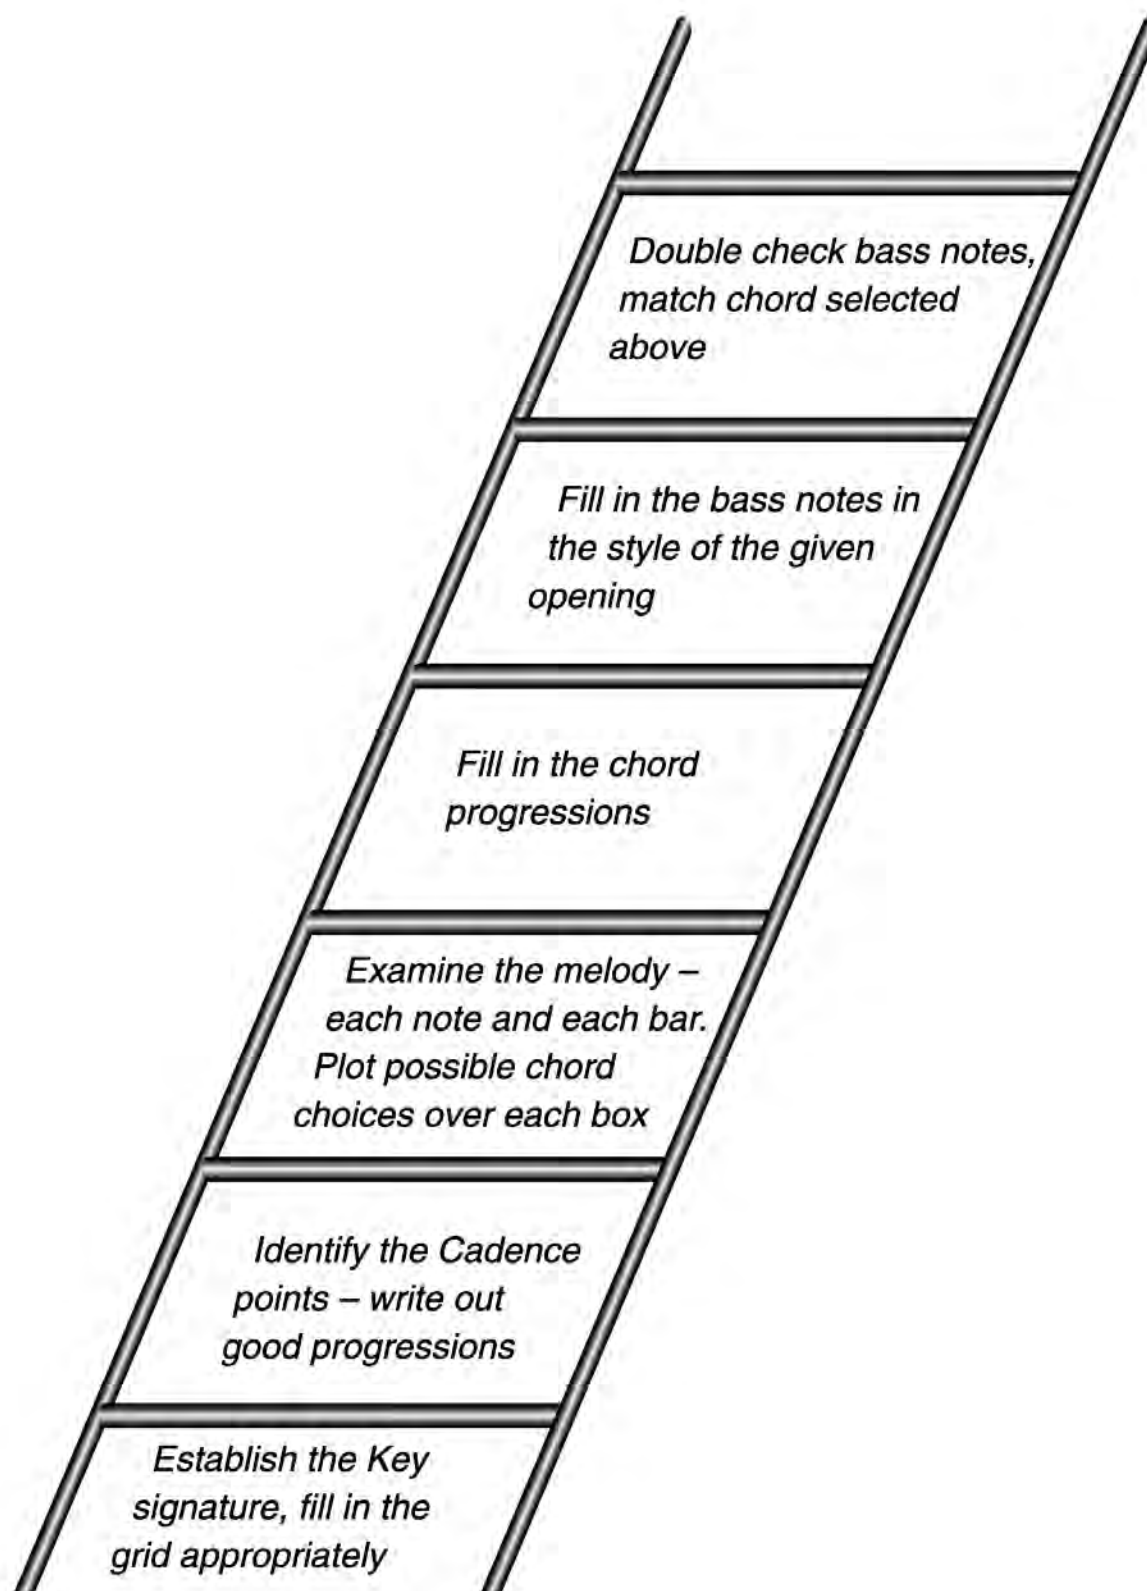 Double check bass notes,
match chord selected
above
Fill in the bass notes in
the style of the given
opening
Fill in the chord
progressions
Examine the melody –
each note and each bar.
Plot possible chord
choices over each box
Identify the Cadence
points – write out
good progressions
Establish the Key
signature, fill in the
grid appropriately